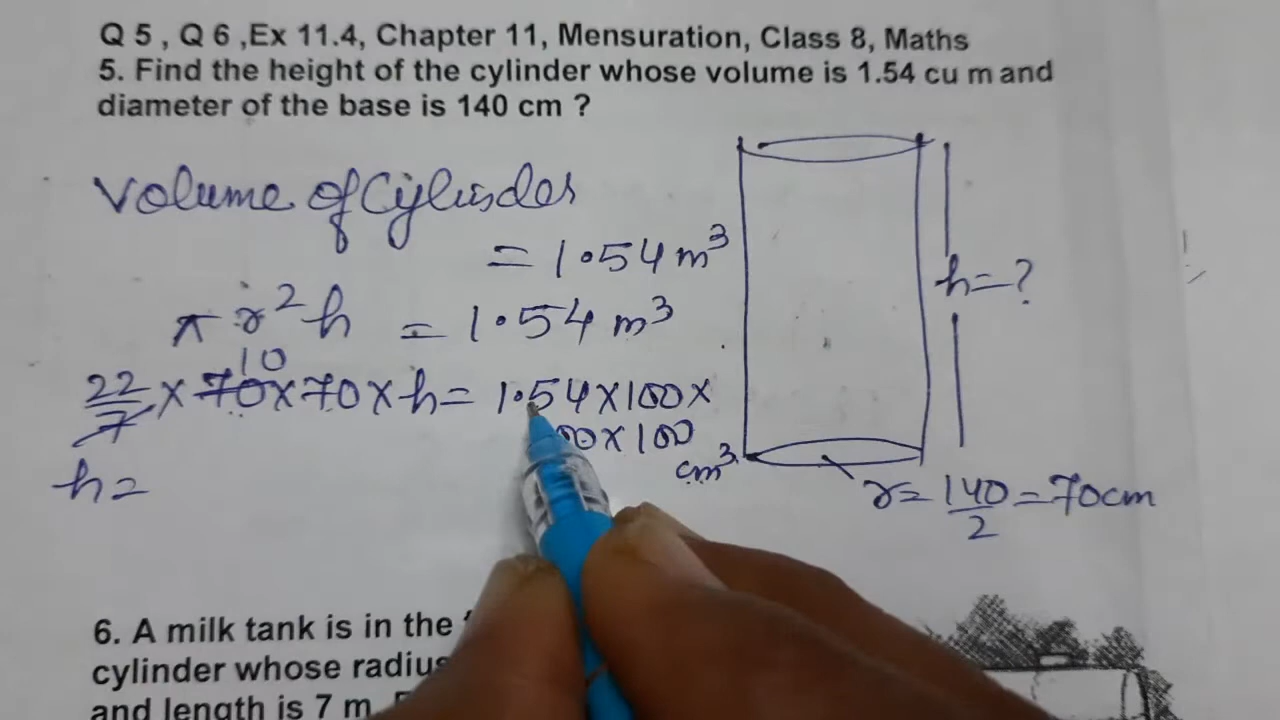 Q 5 , Q 6 ,Ex 11.4, Chapter 11, Mensuration, Class 8, Maths
5. Find the height of the cylinder whose volume is 1.54 cu m and
diameter of the base is 140 cm ?
Volume of Cylinder
= 1.54 m³
π r² h = 1.54 m³
10
22/7 × 70 × 70 × h = 1.54 × 100 ×
00 × 100
cm³
h =
h = ?
r = 140/2 = 70cm
6. A milk tank is in the
cylinder whose radius
and length is 7 m